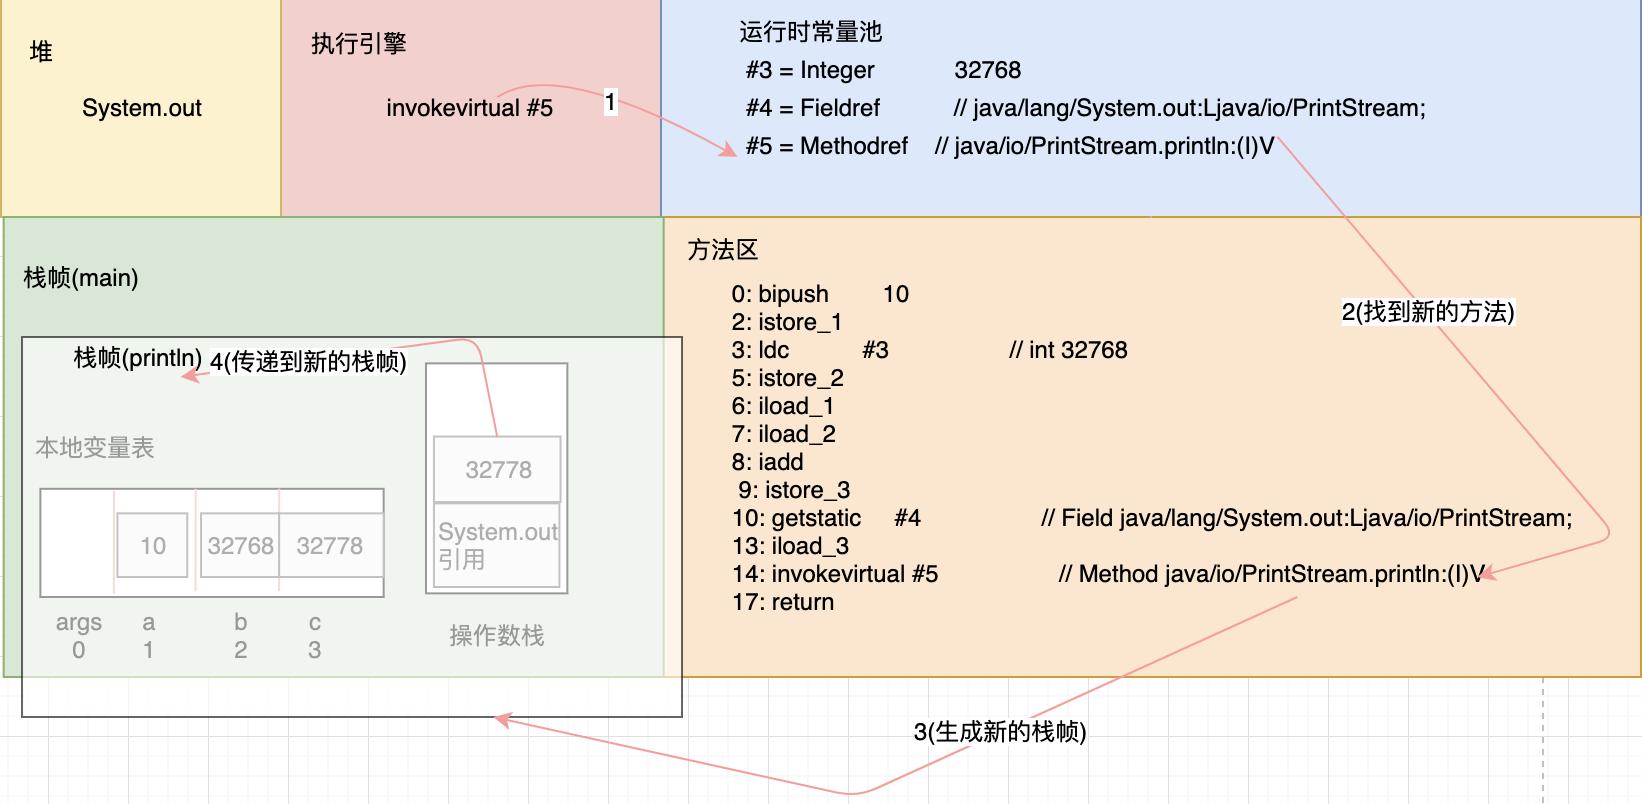 堆
System.out
执行引擎
invokevirtual #5
1
运行时常量池
#3 = Integer 32768
#4 = Fieldref // java/lang/System.out:Ljava/io/PrintStream;
#5 = Methodref // java/io/PrintStream.println:(I)V
栈帧(main)
栈帧(println)
4(传递到新的栈帧)
本地变量表
10 32768 32778
args a b c
0 1 2 3
32778
System.out
引用
操作数栈
方法区
0: bipush 10
2: istore_1
3: ldc #3 // int 32768
5: istore_2
6: iload_1
7: iload_2
8: iadd
9: istore_3
10: getstatic #4 // Field java/lang/System.out:Ljava/io/PrintStream;
13: iload_3
14: invokevirtual #5 // Method java/io/PrintStream.println:(I)V
17: return
2(找到新的方法)
3(生成新的栈帧)